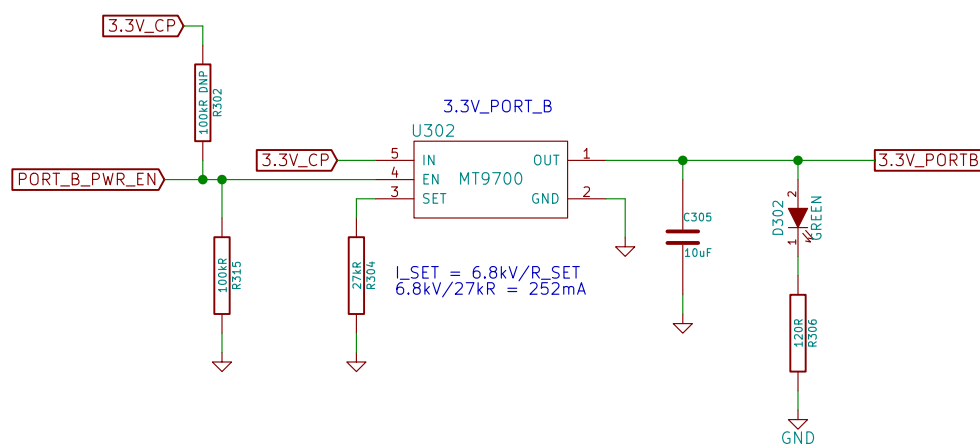 3.3V_CP
100kR DNP
R302
3.3V_PORT_B
U302
3.3V_CP
5
IN
OUT
1
3.3V_PORTB
PORT_B_PWR_EN
4
EN
MT9700
3
SET
GND
2
2
D302
GREEN
1
C305
10uF
100kR
R315
27kR
R304
I_SET = 6.8kV/R_SET
6.8kV/27kR = 252mA
120R
R306
GND